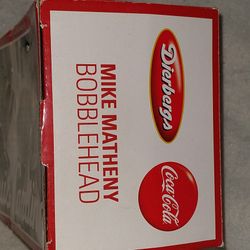 Dierbergs
Coca-Cola
MIKE MATHENY
BOBBLEHEAD